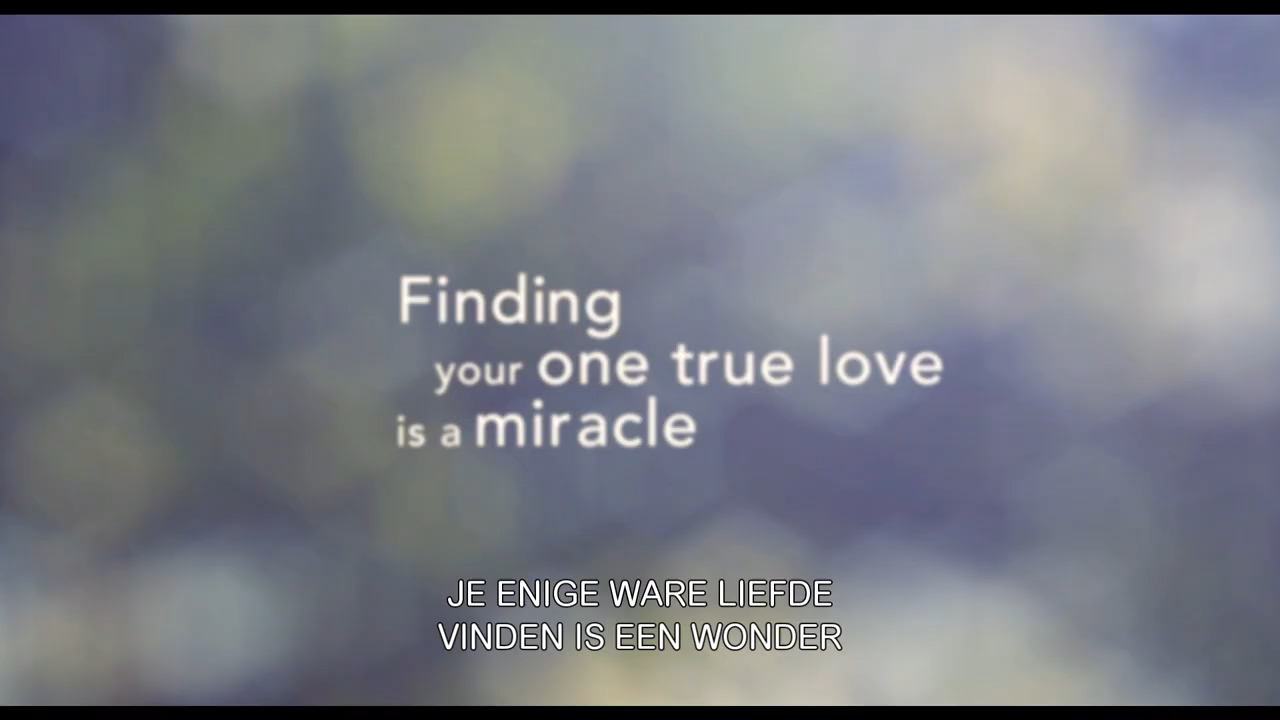 Finding
your one true love
is a miracle
JE ENIGE WARE LIEFDE
VINDEN IS EEN WONDER